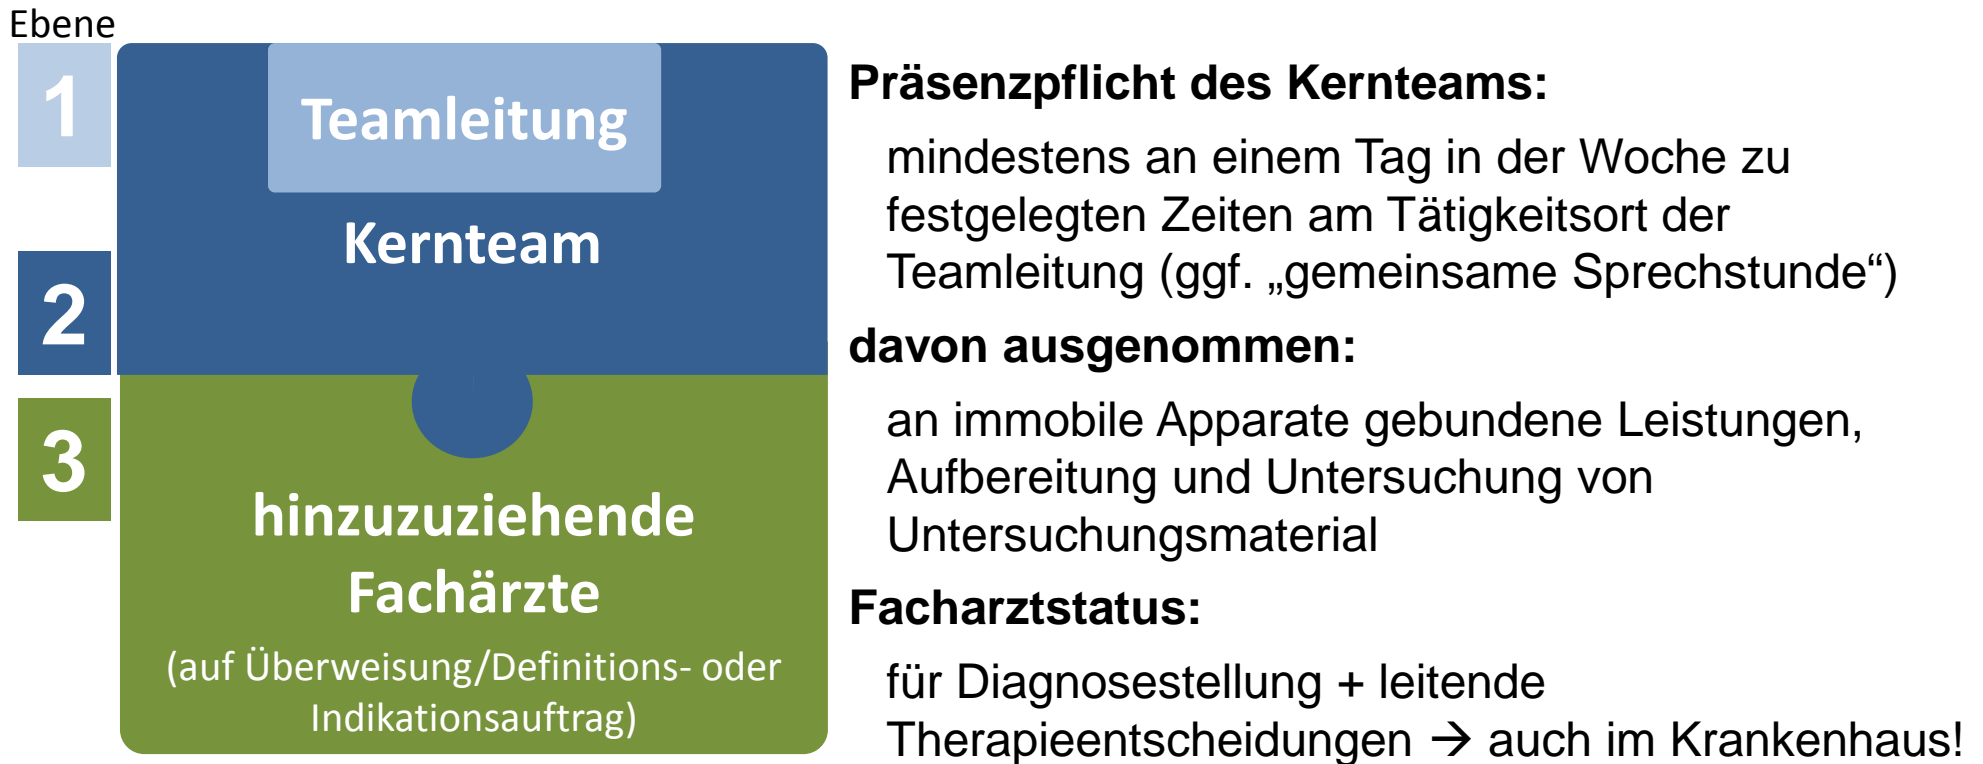 Ebene
1
Teamleitung
Kernteam
2
3
hinzuzuziehende
Fachärzte
(auf Überweisung/Definitions- oder
Indikationsauftrag)
Präsenzpflicht des Kernteams:
mindestens an einem Tag in der Woche zu
festgelegten Zeiten am Tätigkeitsort der
Teamleitung (ggf. „gemeinsame Sprechstunde“)
davon ausgenommen:
an immobile Apparate gebundene Leistungen,
Aufbereitung und Untersuchung von
Untersuchungsmaterial
Facharztstatus:
für Diagnosestellung + leitende
Therapieentscheidungen → auch im Krankenhaus!